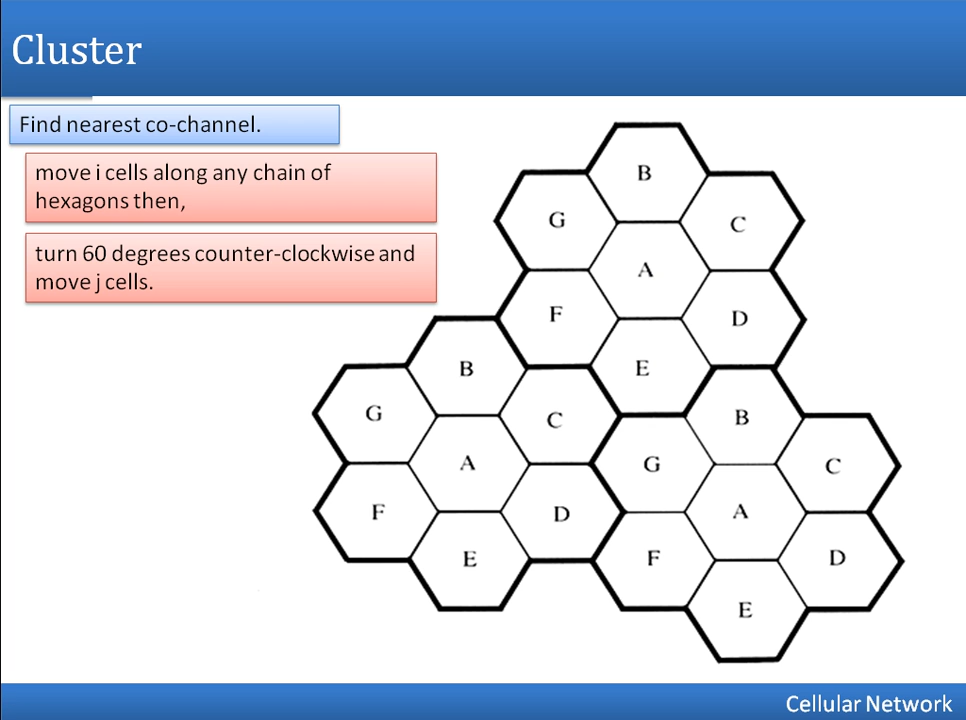 Cluster
Find nearest co-channel.
move i cells along any chain of
hexagons then,
turn 60 degrees counter-clockwise and
move j cells.
B
G
C
A
F
D
E
B
G
C
A
F
D
E
B
G
C
A
F
D
E
Cellular Network